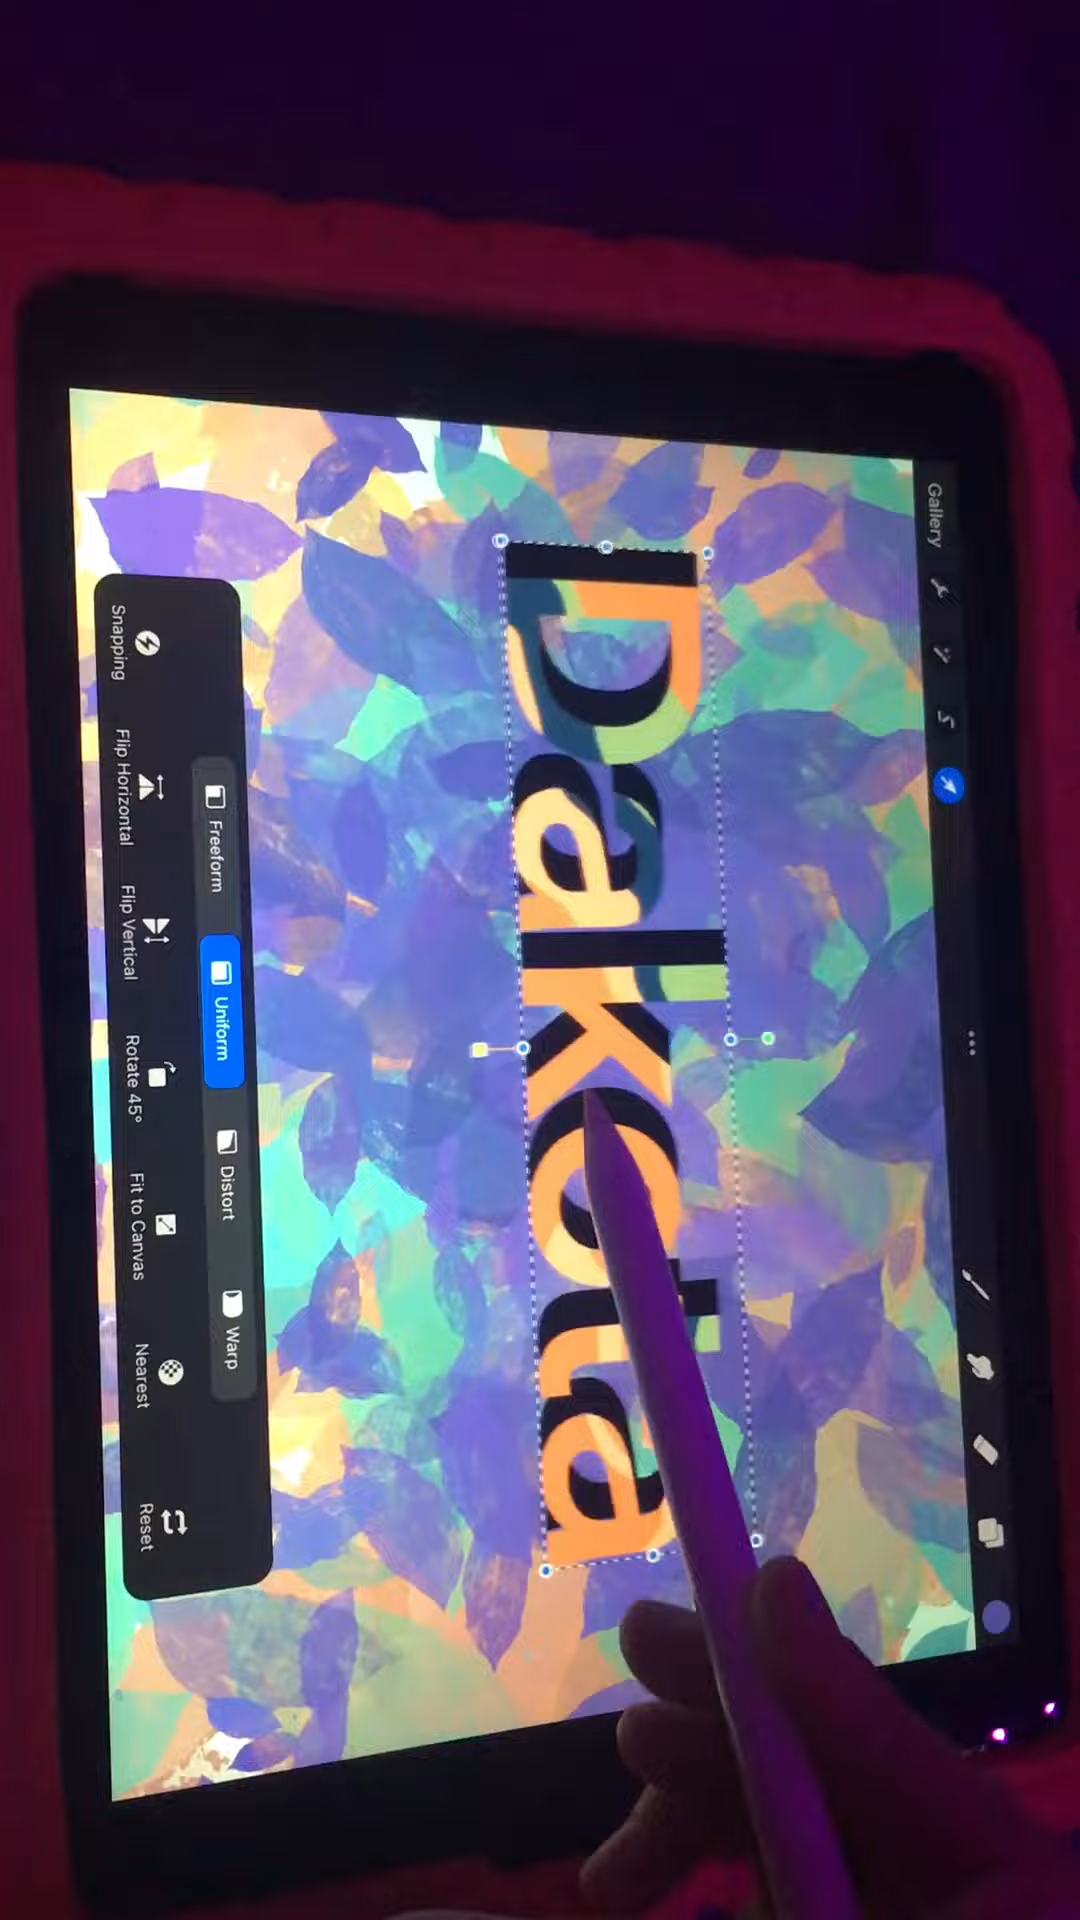 Gallery
Dakota
Freeform
Uniform
Distort
Warp
Snapping
Flip Horizontal
Flip Vertical
Rotate 45°
Fit to Canvas
Nearest
Reset